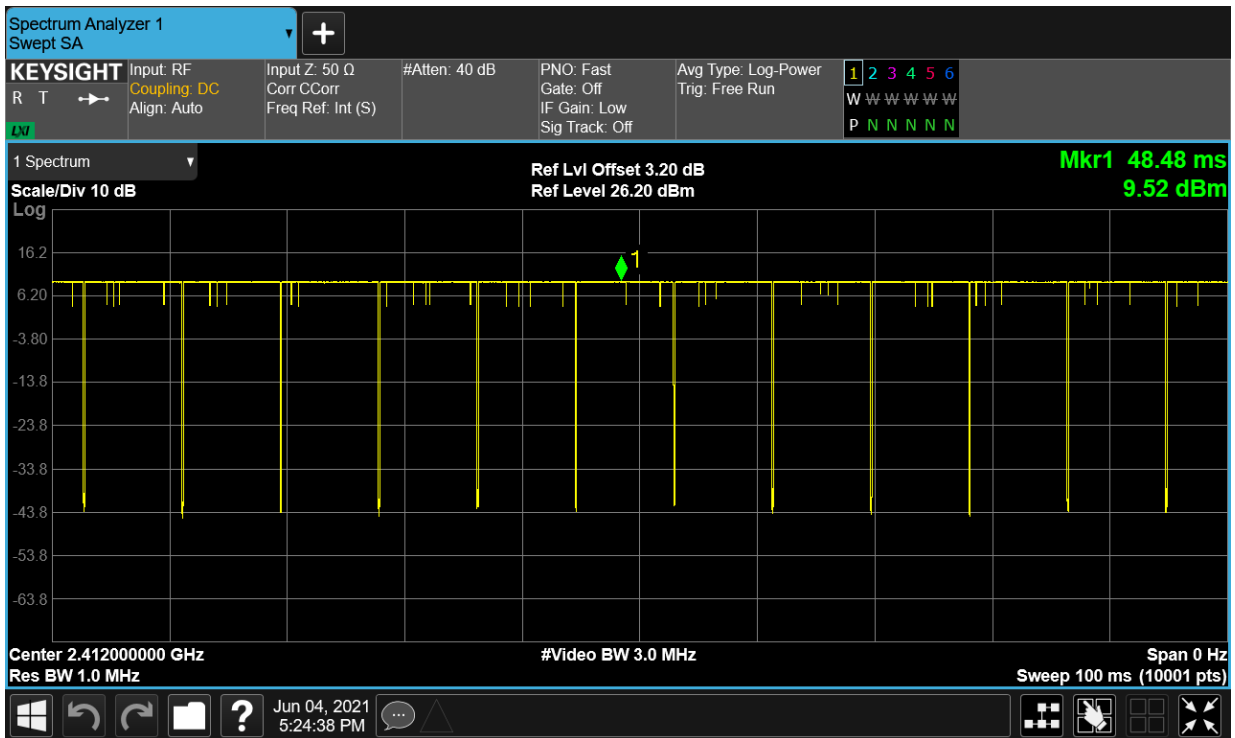 Spectrum Analyzer 1
Swept SA
+
KEYSIGHT
R T
LXI
Input: RF
Coupling: DC
Align: Auto
Input Z: 50 Ω
Corr CCorr
Freq Ref: Int (S)
#Atten: 40 dB
PNO: Fast
Gate: Off
IF Gain: Low
Sig Track: Off
Avg Type: Log-Power
Trig: Free Run
1 2 3 4 5 6
W W W W W W
P N N N N N
1 Spectrum
Scale/Div 10 dB
Log
Ref Lvl Offset 3.20 dB
Ref Level 26.20 dBm
Mkr1 48.48 ms
9.52 dBm
1
16.2
6.20
-3.80
-13.8
-23.8
-33.8
-43.8
-53.8
-63.8
Center 2.412000000 GHz
Res BW 1.0 MHz
#Video BW 3.0 MHz
Span 0 Hz
Sweep 100 ms (10001 pts)
?
Jun 04, 2021
5:24:38 PM